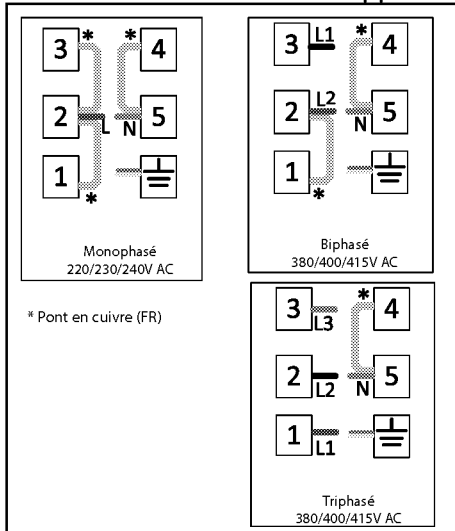 3 * * 4
2 L N 5
1 *
Monophasé
220/230/240V AC
* Pont en cuivre (FR)
3 L1 * 4
2 L2 N 5
1 *
Biphasé
380/400/415V AC
3 L3 * 4
2 L2 N 5
1 L1
Triphasé
380/400/415V AC